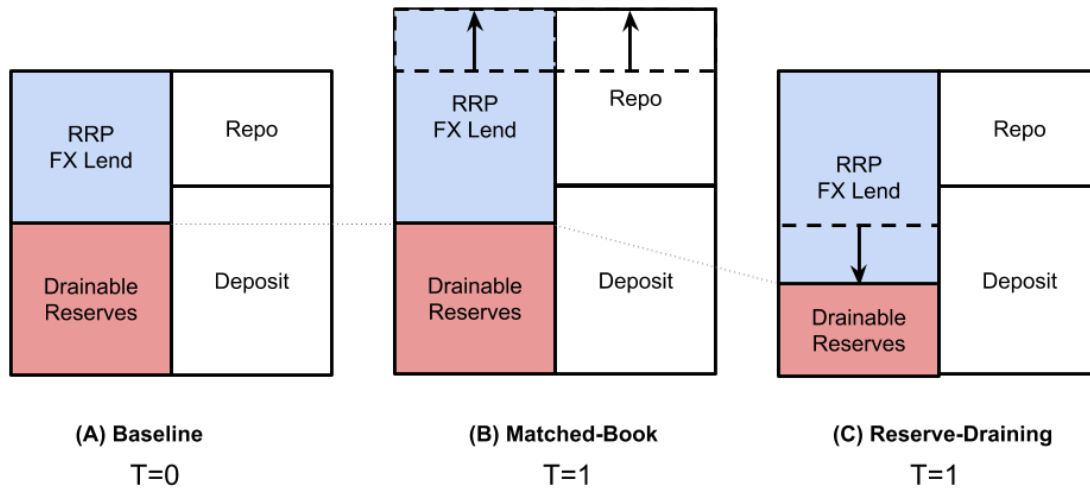 RRP
FX Lend
Repo
Drainable
Reserves
Deposit
(A) Baseline
T=0
RRP
FX Lend
Repo
Drainable
Reserves
Deposit
(B) Matched-Book
T=1
RRP
FX Lend
Repo
Drainable
Reserves
Deposit
(C) Reserve-Draining
T=1